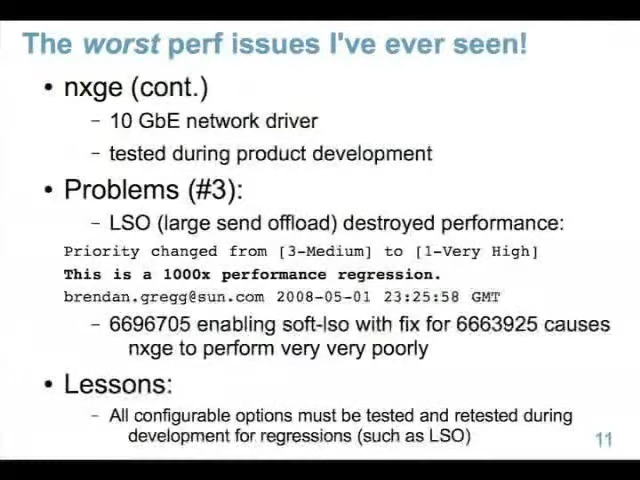 The worst perf issues I've ever seen!
• nxge (cont.)
– 10 GbE network driver
– tested during product development
• Problems (#3):
– LSO (large send offload) destroyed performance:
Priority changed from [3-Medium] to [1-Very High]
This is a 1000x performance regression.
brendan.gregg@sun.com 2008-05-01 23:25:58 GMT
– 6696705 enabling soft-lso with fix for 6663925 causes
nxge to perform very very poorly
• Lessons:
– All configurable options must be tested and retested during
development for regressions (such as LSO)
11